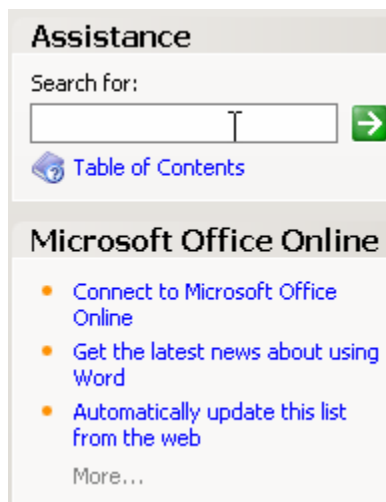 Assistance
Search for:
Table of Contents
Microsoft Office Online
Connect to Microsoft Office
Online
Get the latest news about using
Word
Automatically update this list
from the web
More...